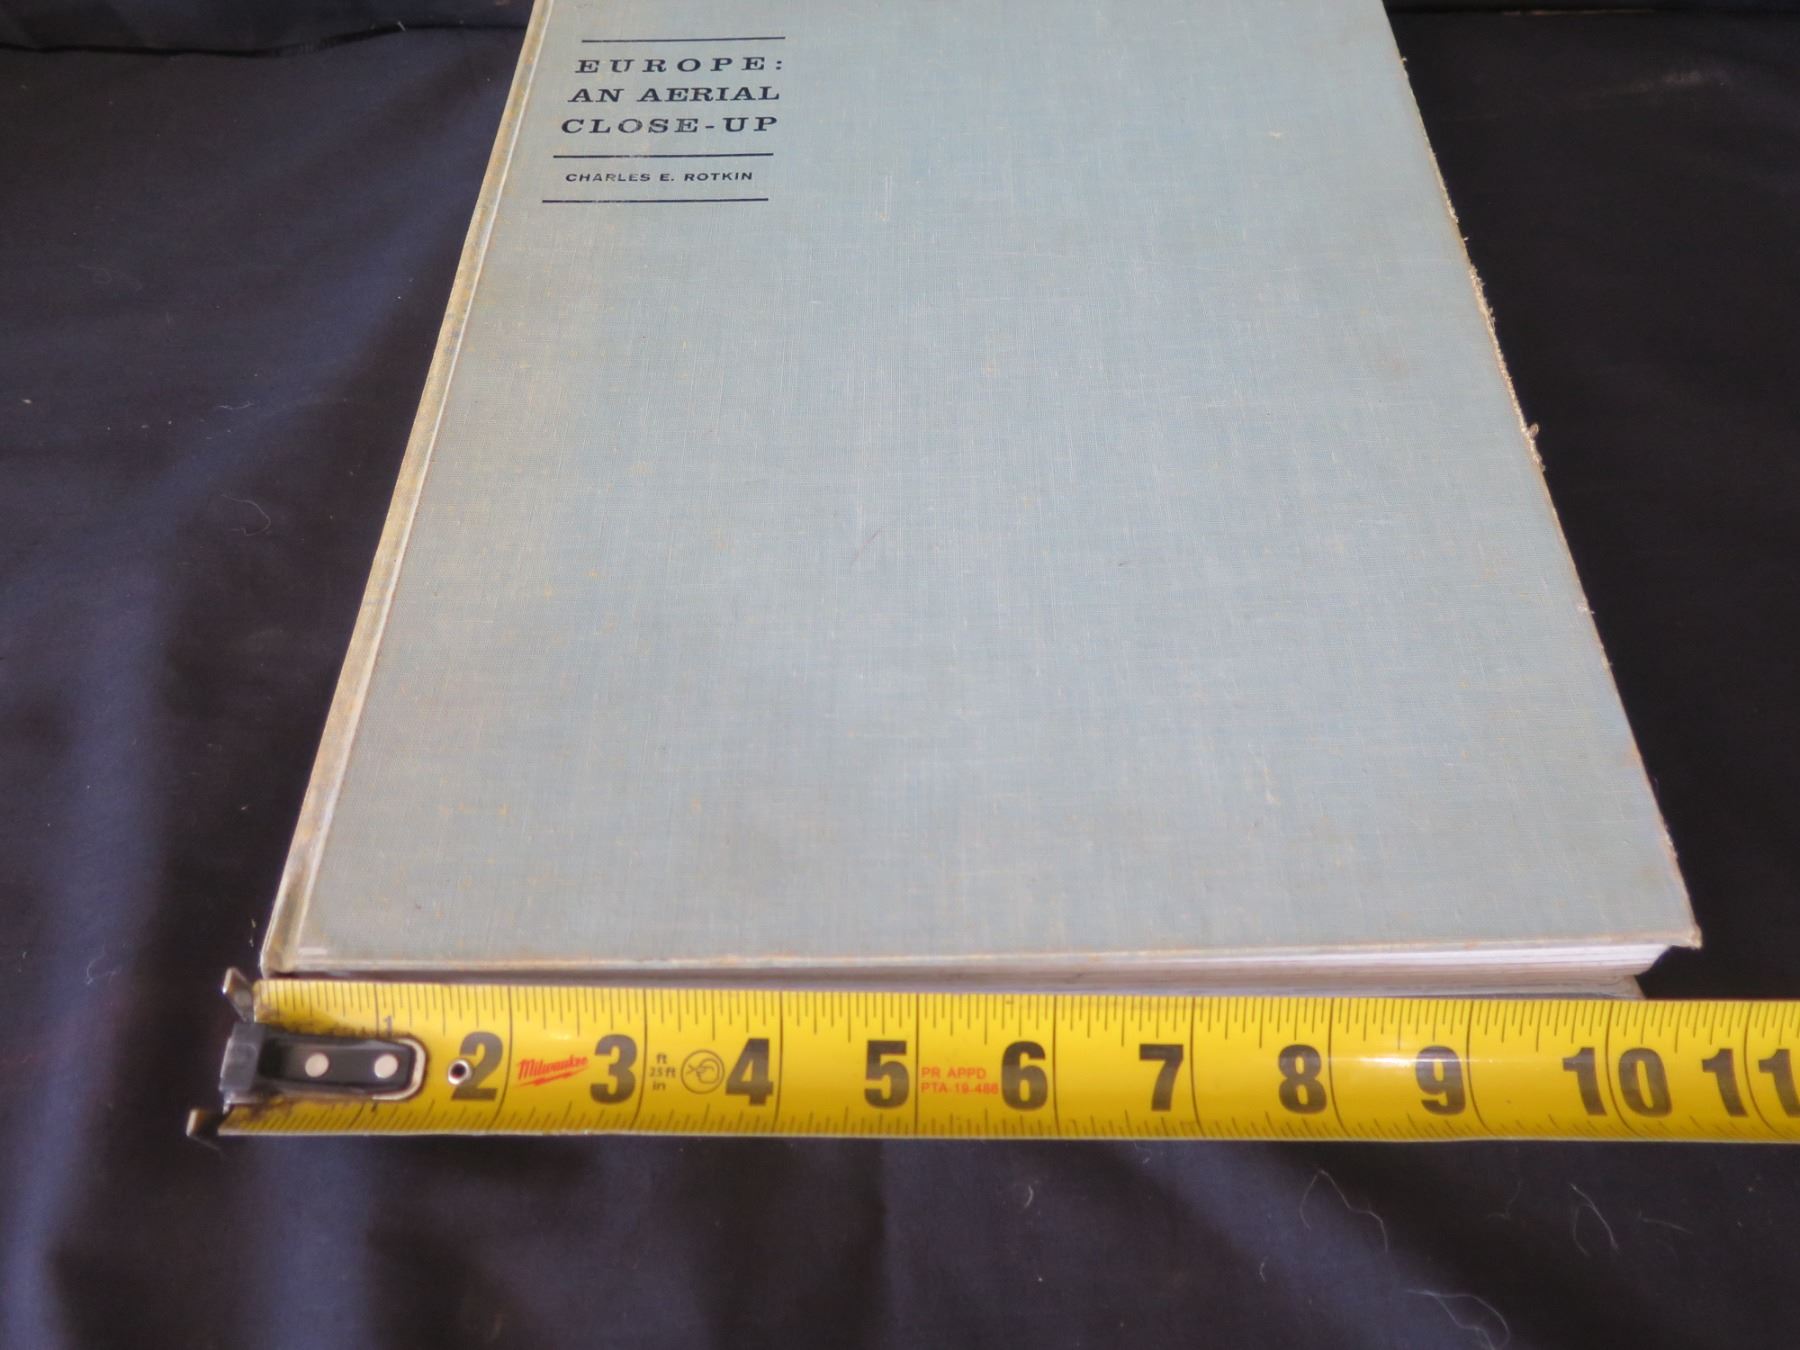 EUROPE:
AN AERIAL
CLOSE-UP
CHARLES E. ROTKIN
1 2 Milwaukee 3 ft 25 ft in 4 5 PR APPD PTA-19-488 6 7 8 9 10 11